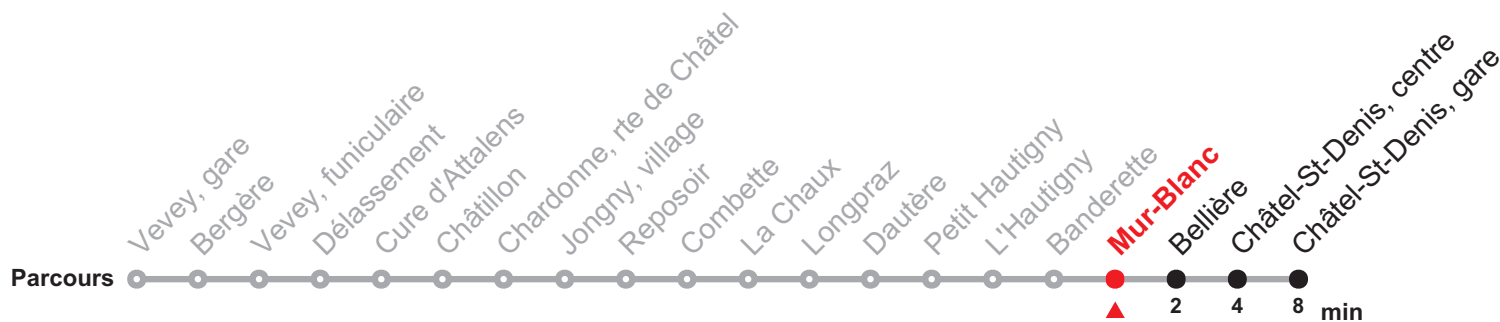 Vevey, gare
Bergère
Vevey, funiculaire
Délassement
Cure d'Attalens
Châtillon
Chardonne, rte de Châtel
Jongny, village
Reposoir
Combette
La Chaux
Longpraz
Dautère
Petit Hautigny
L'Hautigny
Banderette
Mur-Blanc
Bellière
Châtel-St-Denis, centre
Châtel-St-Denis, gare
Parcours
2 4 8 min